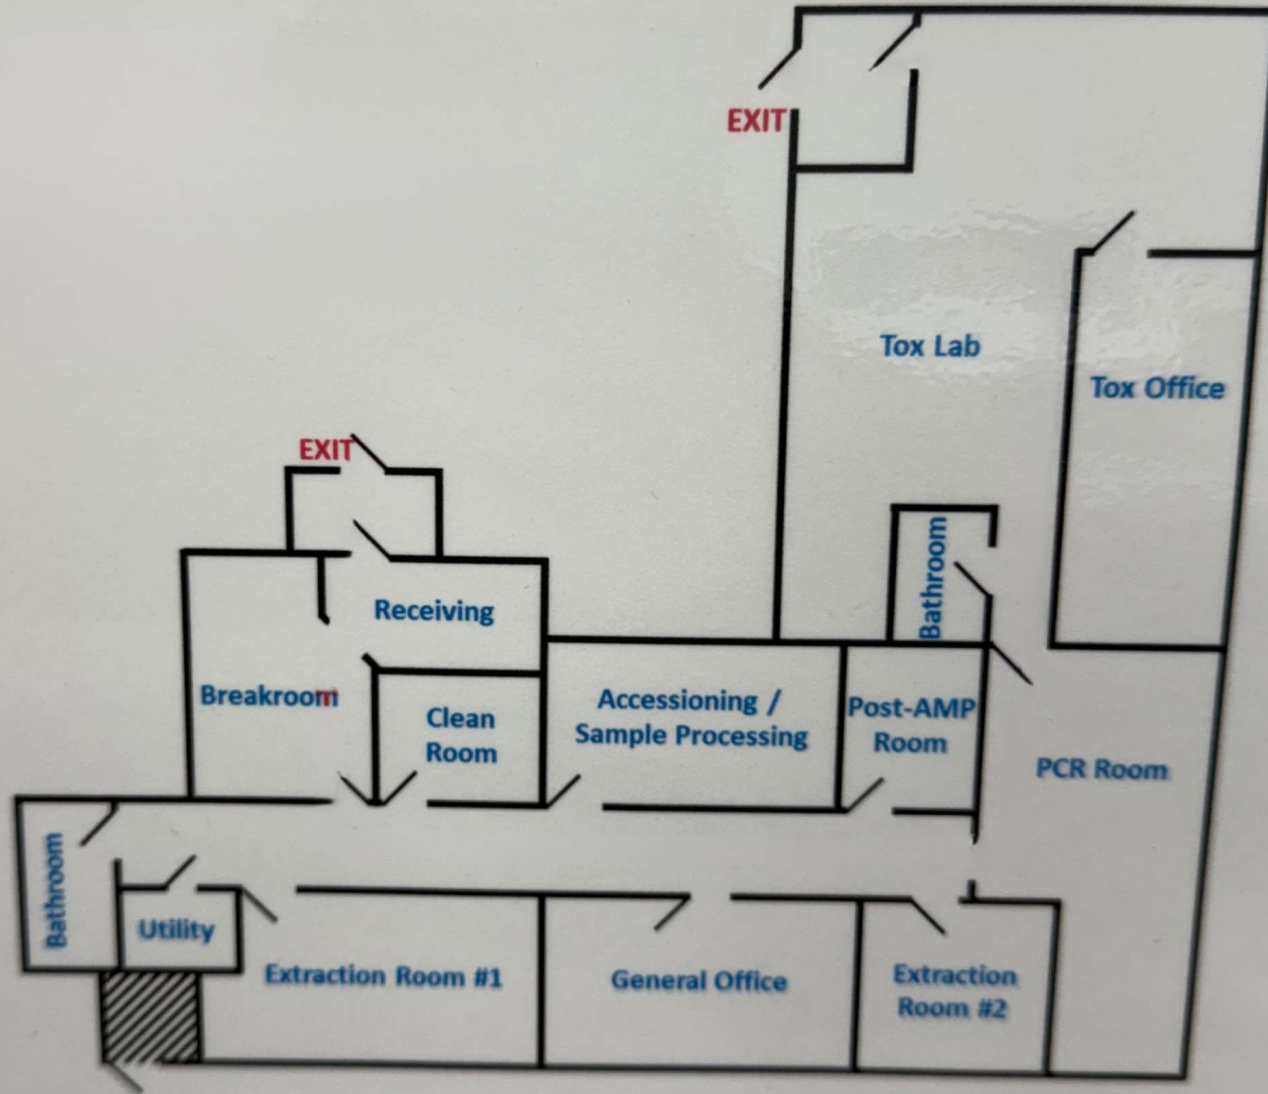 EXIT
Tox Lab
Tox Office
EXIT
Bathroom
Receiving
Breakroom
Clean
Room
Accessioning /
Sample Processing
Post-AMP
Room
PCR Room
Bathroom
Utility
Extraction Room #1
General Office
Extraction
Room #2